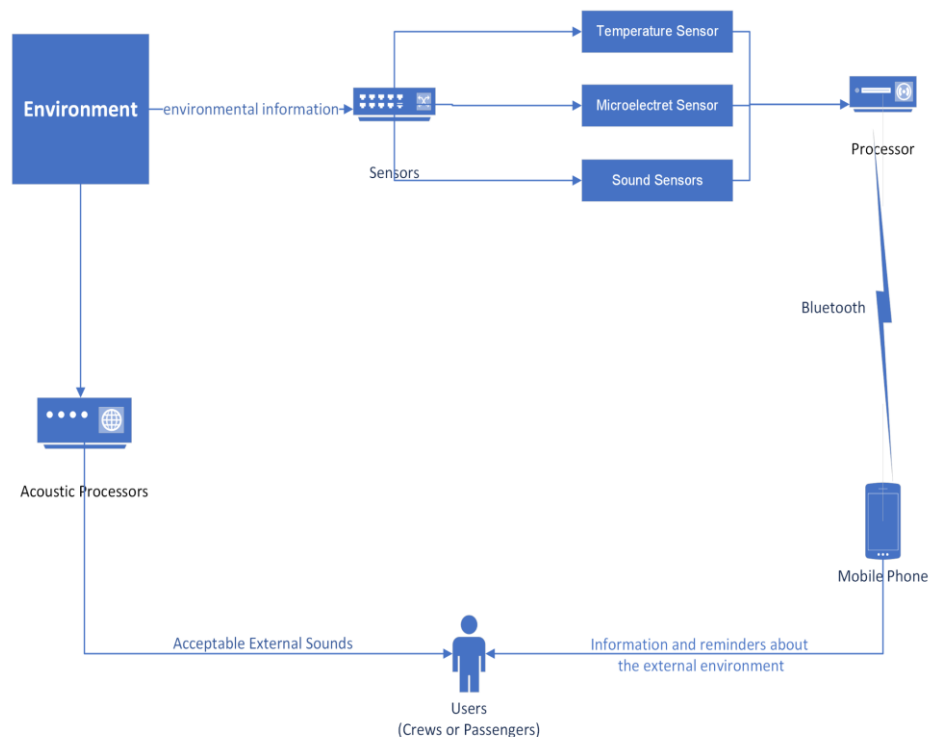 Environment
environmental information
Sensors
Temperature Sensor
Microelectret Sensor
Sound Sensors
Processor
Bluetooth
Mobile Phone
Acoustic Processors
Acceptable External Sounds
Information and reminders about
the external environment
Users
(Crews or Passengers)